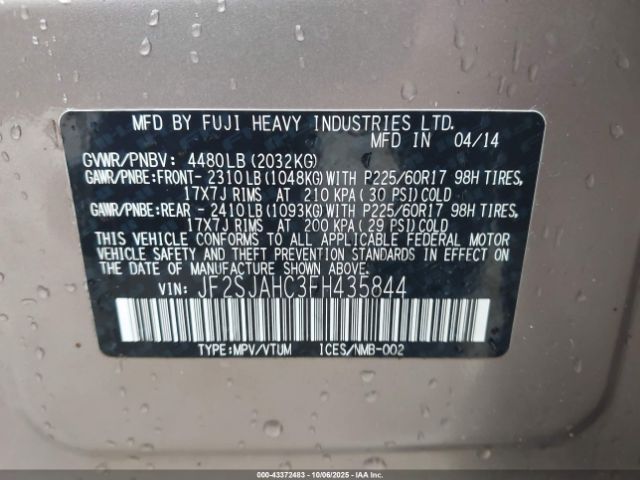 MFD BY FUJI HEAVY INDUSTRIES LTD.
MFD IN 04/14
GVWR/PNBV: 4480LB(2032KG)
GAWR/PNBE:FRONT- 2310LB(1048KG)WITH P225/60R17 98H TIRES,
17X7J RIMS AT 210 KPA(30 PSI)COLD
GAWR/PNBE:REAR - 2410LB(1093KG)WITH P225/60R17 98H TIRES,
17X7J RIMS AT 200 KPA(29 PSI)COLD
THIS VEHICLE CONFORMS TO ALL APPLICABLE FEDERAL MOTOR
VEHICLE SAFETY AND THEFT PREVENTION STANDARDS IN EFFECT ON
THE DATE OF MANUFACTURE SHOWN ABOVE.
VIN: JF2SJAHC3FH435844
TYPE:MPV/VTUM ICES/NMB-002
000-43372483 | 10/06/2025 | IAA Inc.